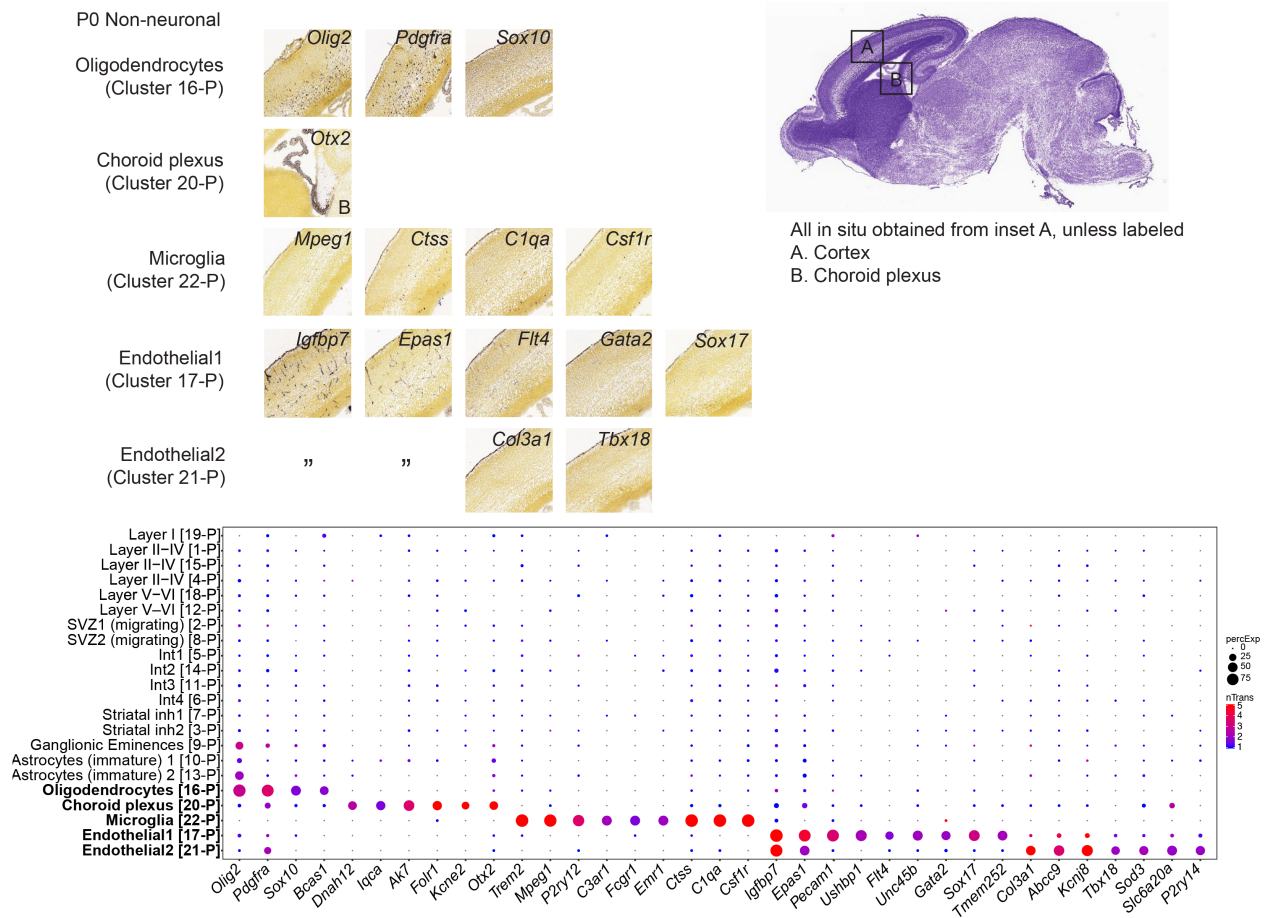 P0 Non-neuronal
Oligodendrocytes
(Cluster 16-P)
Olig2
Pdgfra
Sox10
Choroid plexus
(Cluster 20-P)
Otx2
B
Microglia
(Cluster 22-P)
Mpeg1
Ctss
C1qa
Csf1r
Endothelial1
(Cluster 17-P)
Igfbp7
Epas1
Flt4
Gata2
Sox17
Endothelial2
(Cluster 21-P)
”
”
Col3a1
Tbx18
A
B
All in situ obtained from inset A, unless labeled
A. Cortex
B. Choroid plexus
Layer I [19-P]
Layer II−IV [1-P]
Layer II−IV [15-P]
Layer II−IV [4-P]
Layer V−VI [18-P]
Layer V–VI [12-P]
SVZ1 (migrating) [2-P]
SVZ2 (migrating) [8-P]
Int1 [5-P]
Int2 [14-P]
Int3 [11-P]
Int4 [6-P]
Striatal inh1 [7-P]
Striatal inh2 [3-P]
Ganglionic Eminences [9-P]
Astrocytes (immature) 1 [10-P]
Astrocytes (immature) 2 [13-P]
Oligodendrocytes [16-P]
Choroid plexus [20-P]
Microglia [22-P]
Endothelial1 [17-P]
Endothelial2 [21-P]
Olig2
Pdgfra
Sox10
Bcas1
Dnah12
Iqca
Ak7
Folr1
Kcne2
Otx2
Trem2
Mpeg1
P2ry12
C3ar1
Fcgr1
Emr1
Ctss
C1qa
Csf1r
Igfbp7
Epas1
Pecam1
Ushbp1
Flt4
Unc45b
Gata2
Sox17
Tmem252
Col3a1
Abcc9
Kcnj8
Tbx18
Sod3
Slc6a20a
P2ry14
percExp
0
25
50
75
nTrans
5
4
3
2
1